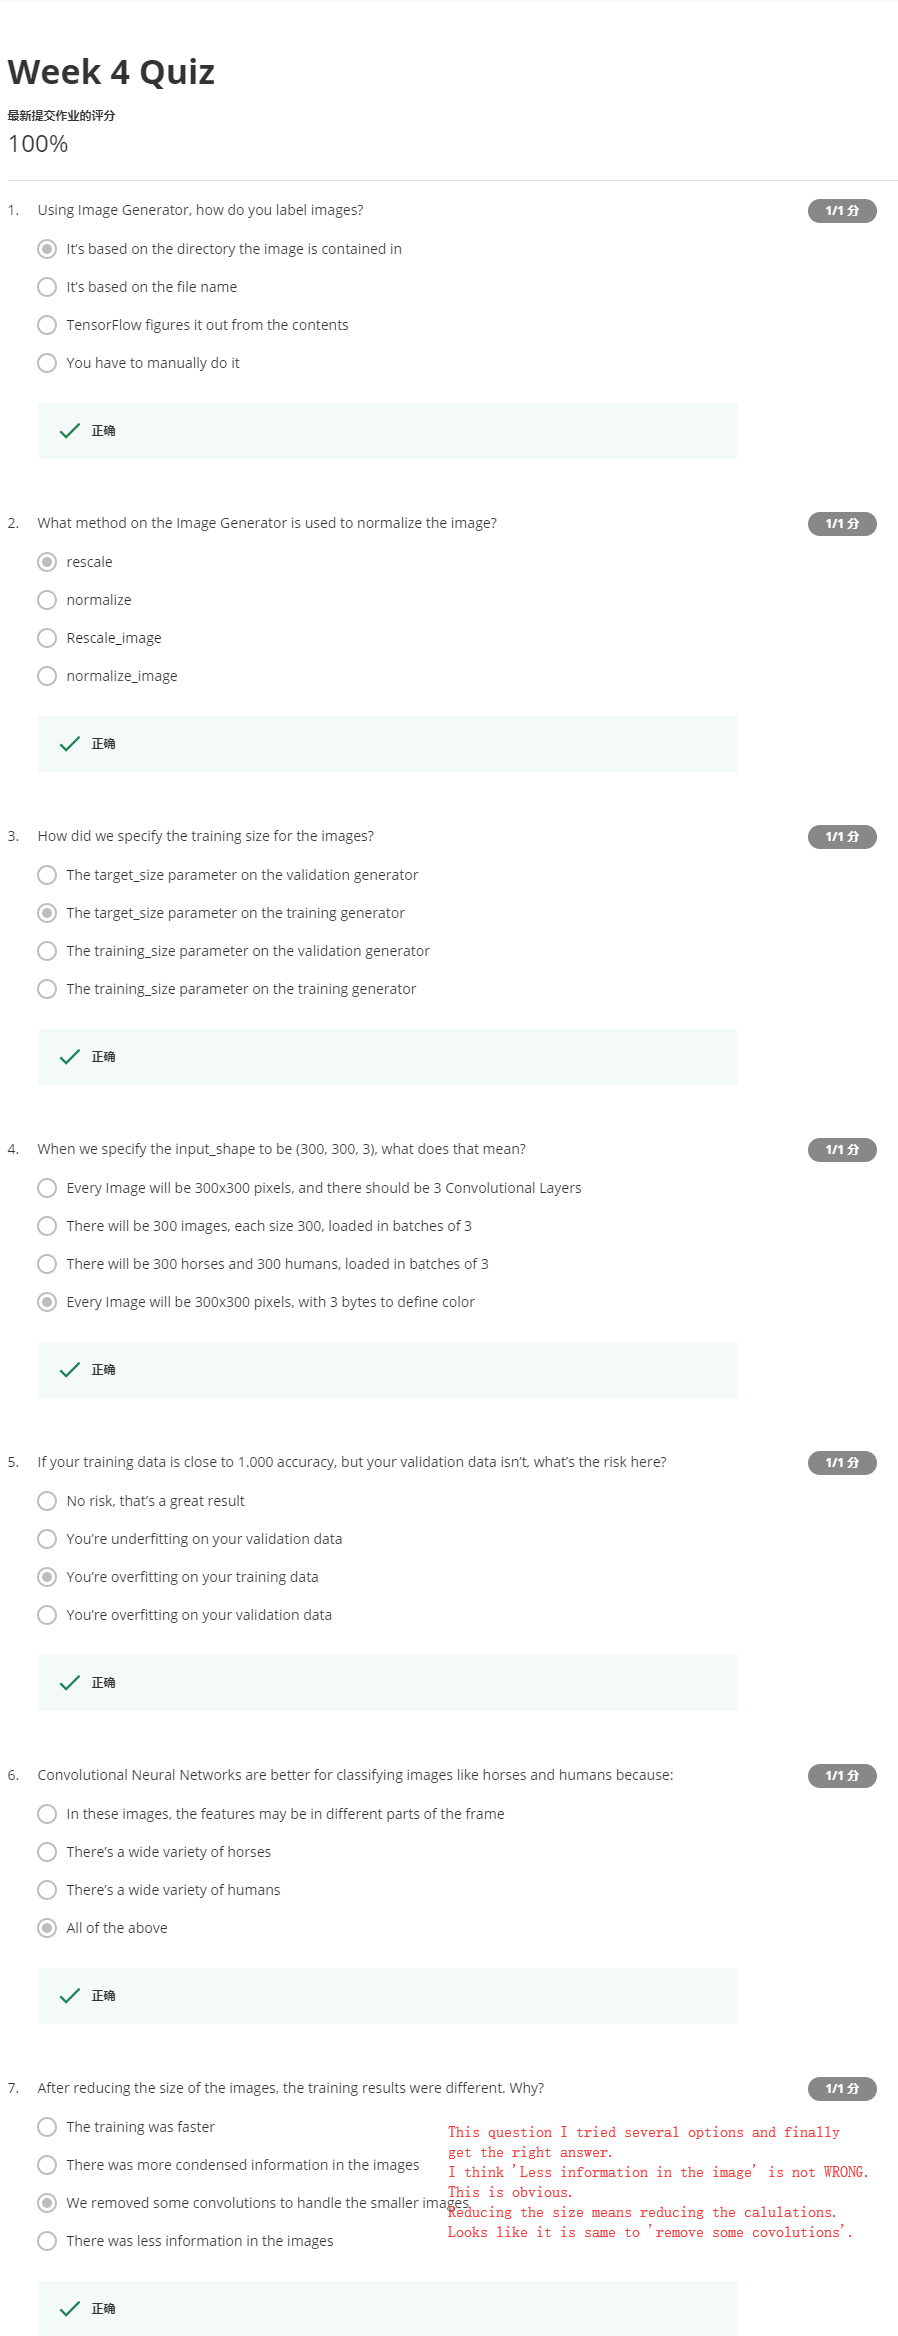 Week 4 Quiz
最新提交作业的评分
100%
1. Using Image Generator, how do you label images?
1/1 分
It’s based on the directory the image is contained in
It’s based on the file name
TensorFlow figures it out from the contents
You have to manually do it
正确
2. What method on the Image Generator is used to normalize the image?
1/1 分
rescale
normalize
Rescale_image
normalize_image
正确
3. How did we specify the training size for the images?
1/1 分
The target_size parameter on the validation generator
The target_size parameter on the training generator
The training_size parameter on the validation generator
The training_size parameter on the training generator
正确
4. When we specify the input_shape to be (300, 300, 3), what does that mean?
1/1 分
Every Image will be 300x300 pixels, and there should be 3 Convolutional Layers
There will be 300 images, each size 300, loaded in batches of 3
There will be 300 horses and 300 humans, loaded in batches of 3
Every Image will be 300x300 pixels, with 3 bytes to define color
正确
5. If your training data is close to 1.000 accuracy, but your validation data isn’t, what’s the risk here?
1/1 分
No risk, that’s a great result
You’re underfitting on your validation data
You’re overfitting on your training data
You’re overfitting on your validation data
正确
6. Convolutional Neural Networks are better for classifying images like horses and humans because:
1/1 分
In these images, the features may be in different parts of the frame
There’s a wide variety of horses
There’s a wide variety of humans
All of the above
正确
7. After reducing the size of the images, the training results were different. Why?
1/1 分
The training was faster
There was more condensed information in the images
We removed some convolutions to handle the smaller images
There was less information in the images
This question I tried several options and finally
get the right answer.
I think 'Less information in the image' is not WRONG.
This is obvious.
Reducing the size means reducing the calulations.
Looks like it is same to 'remove some covolutions'.
正确